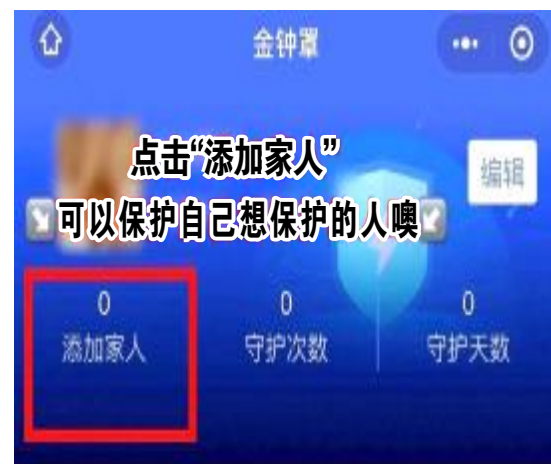 金钟罩
点击“添加家人”
编辑
可以保护自己想保护的人噢
0 0 0
添加家人 守护次数 守护天数